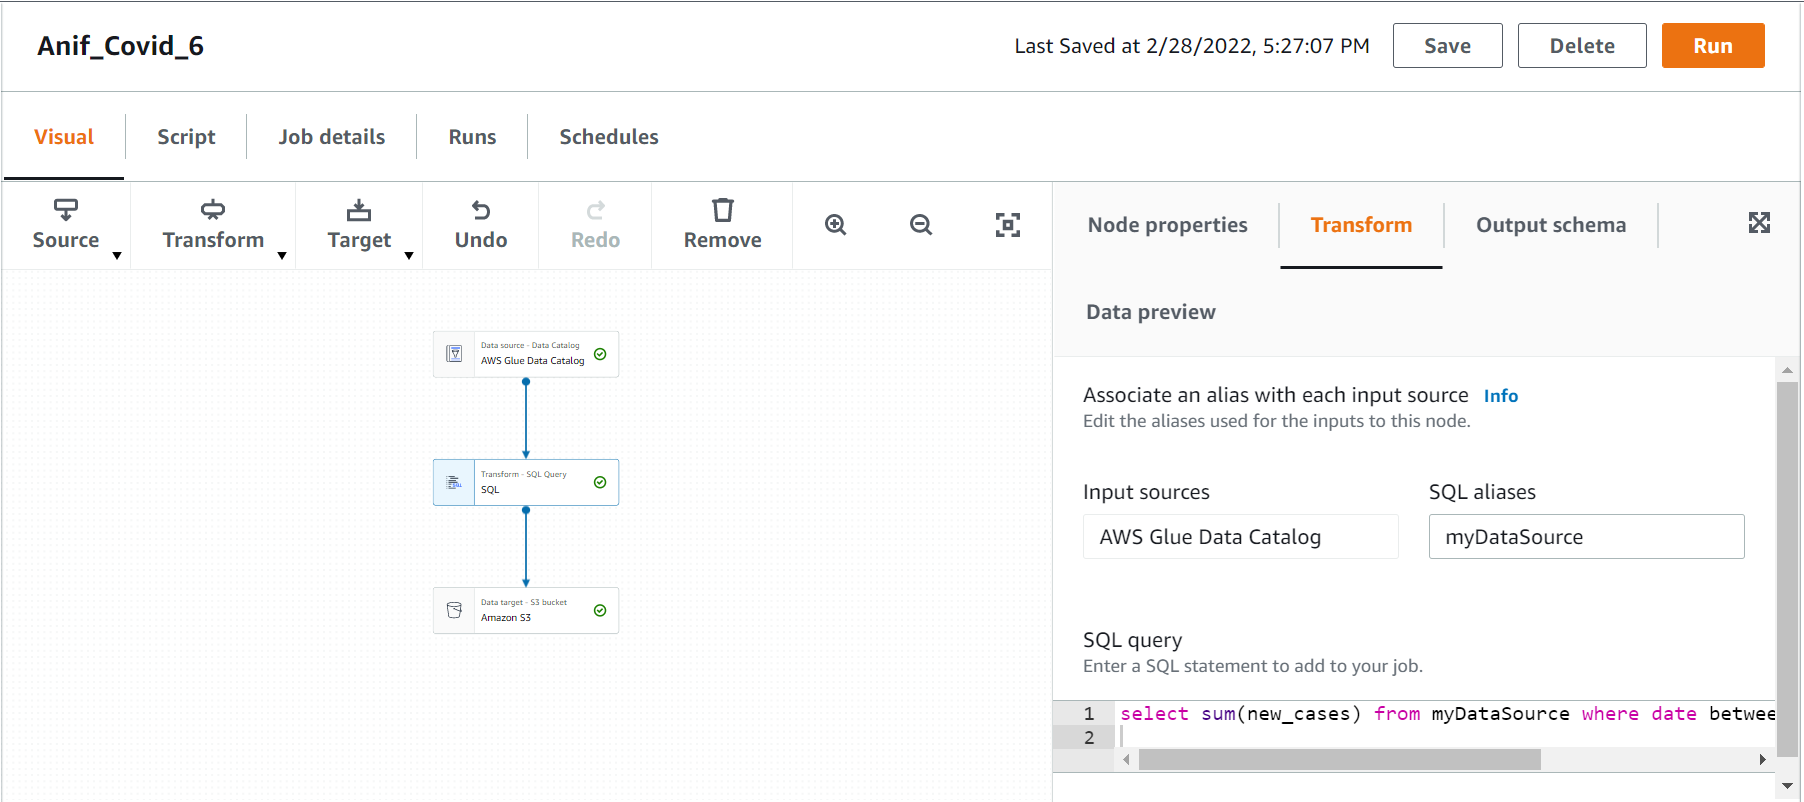 Anif_Covid_6
Last Saved at 2/28/2022, 5:27:07 PM
Save
Delete
Run
Visual
Script
Job details
Runs
Schedules
Source
Transform
Target
Undo
Redo
Remove
Node properties
Transform
Output schema
Data preview
Data source - Data Catalog
AWS Glue Data Catalog
Transform - SQL Query
SQL
Data target - S3 bucket
Amazon S3
Associate an alias with each input source Info
Edit the aliases used for the inputs to this node.
Input sources
SQL aliases
AWS Glue Data Catalog
myDataSource
SQL query
Enter a SQL statement to add to your job.
1 select sum(new_cases) from myDataSource where date betwee
2